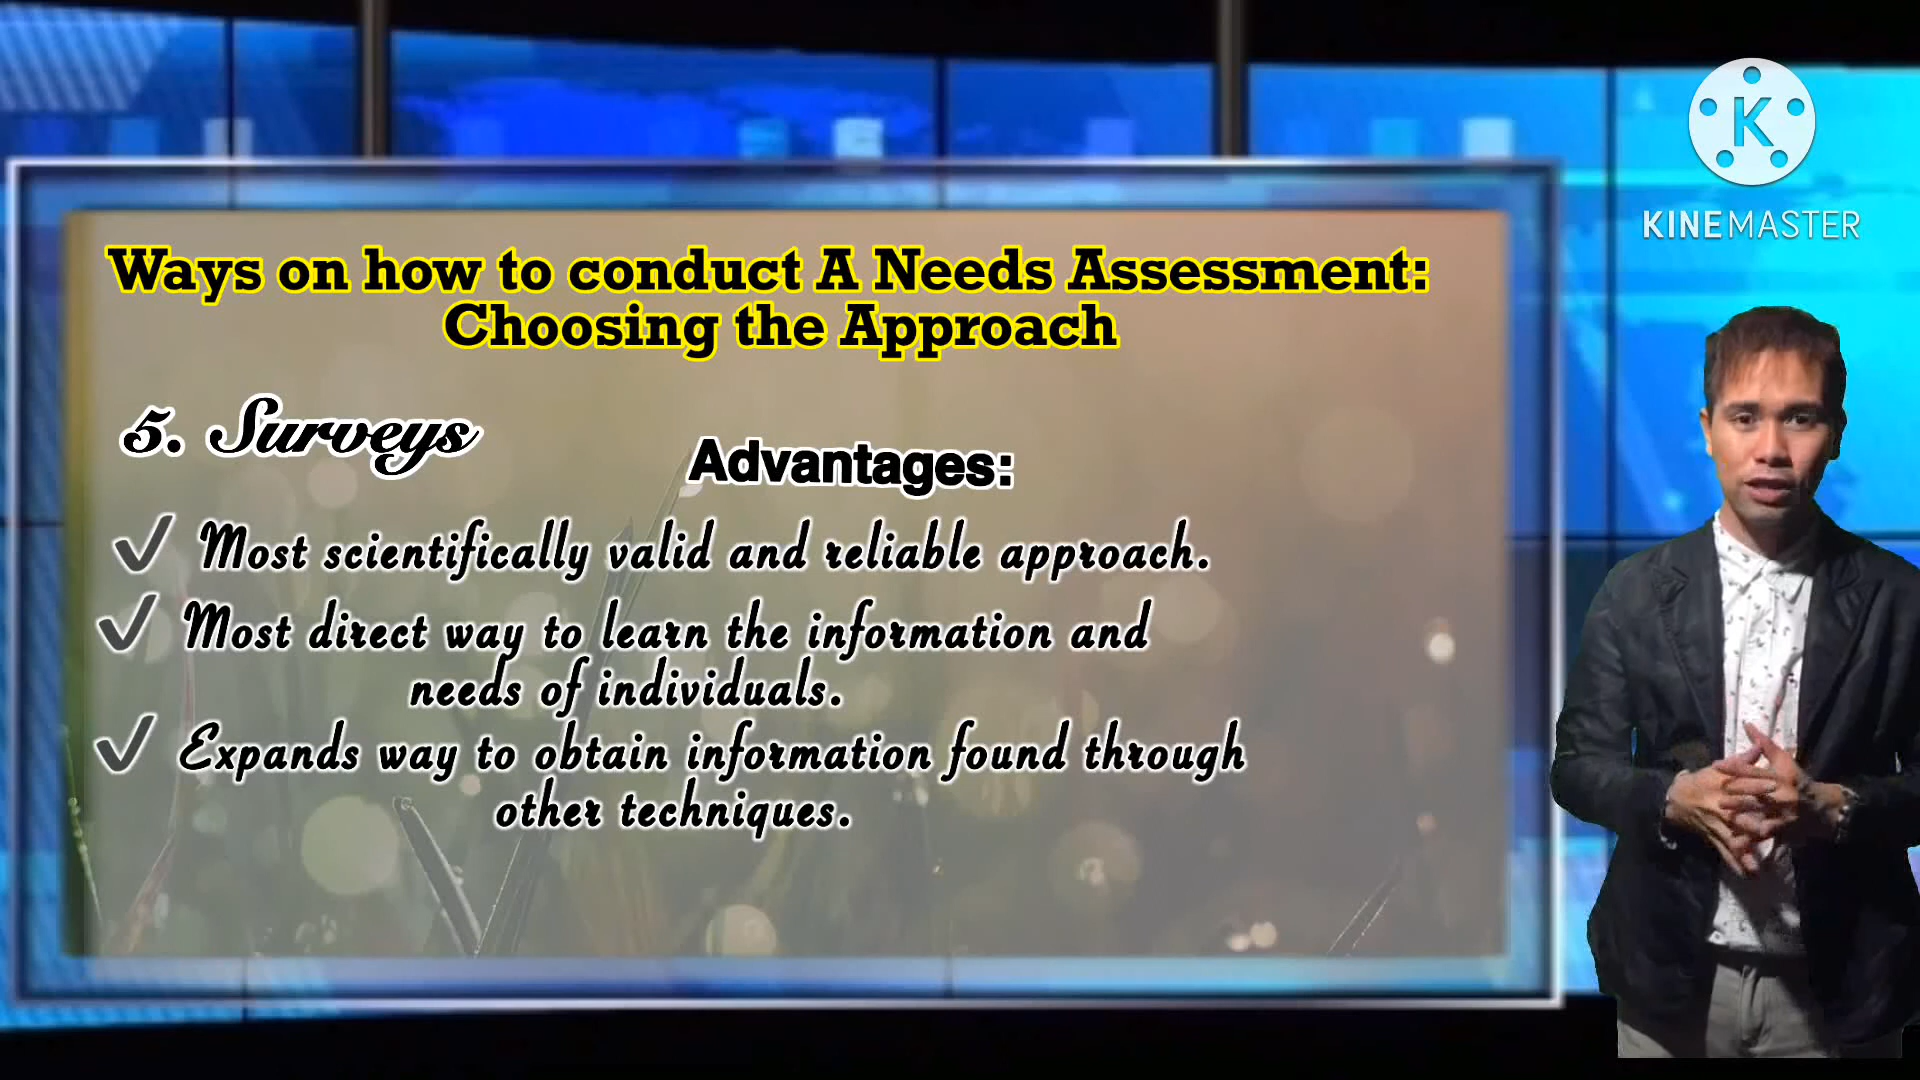 K
KINEMASTER
Ways on how to conduct A Needs Assessment:
Choosing the Approach
5. Surveys
Advantages:
✔ Most scientifically valid and reliable approach.
✔ Most direct way to learn the information and
needs of individuals.
✔ Expands way to obtain information found through
other techniques.